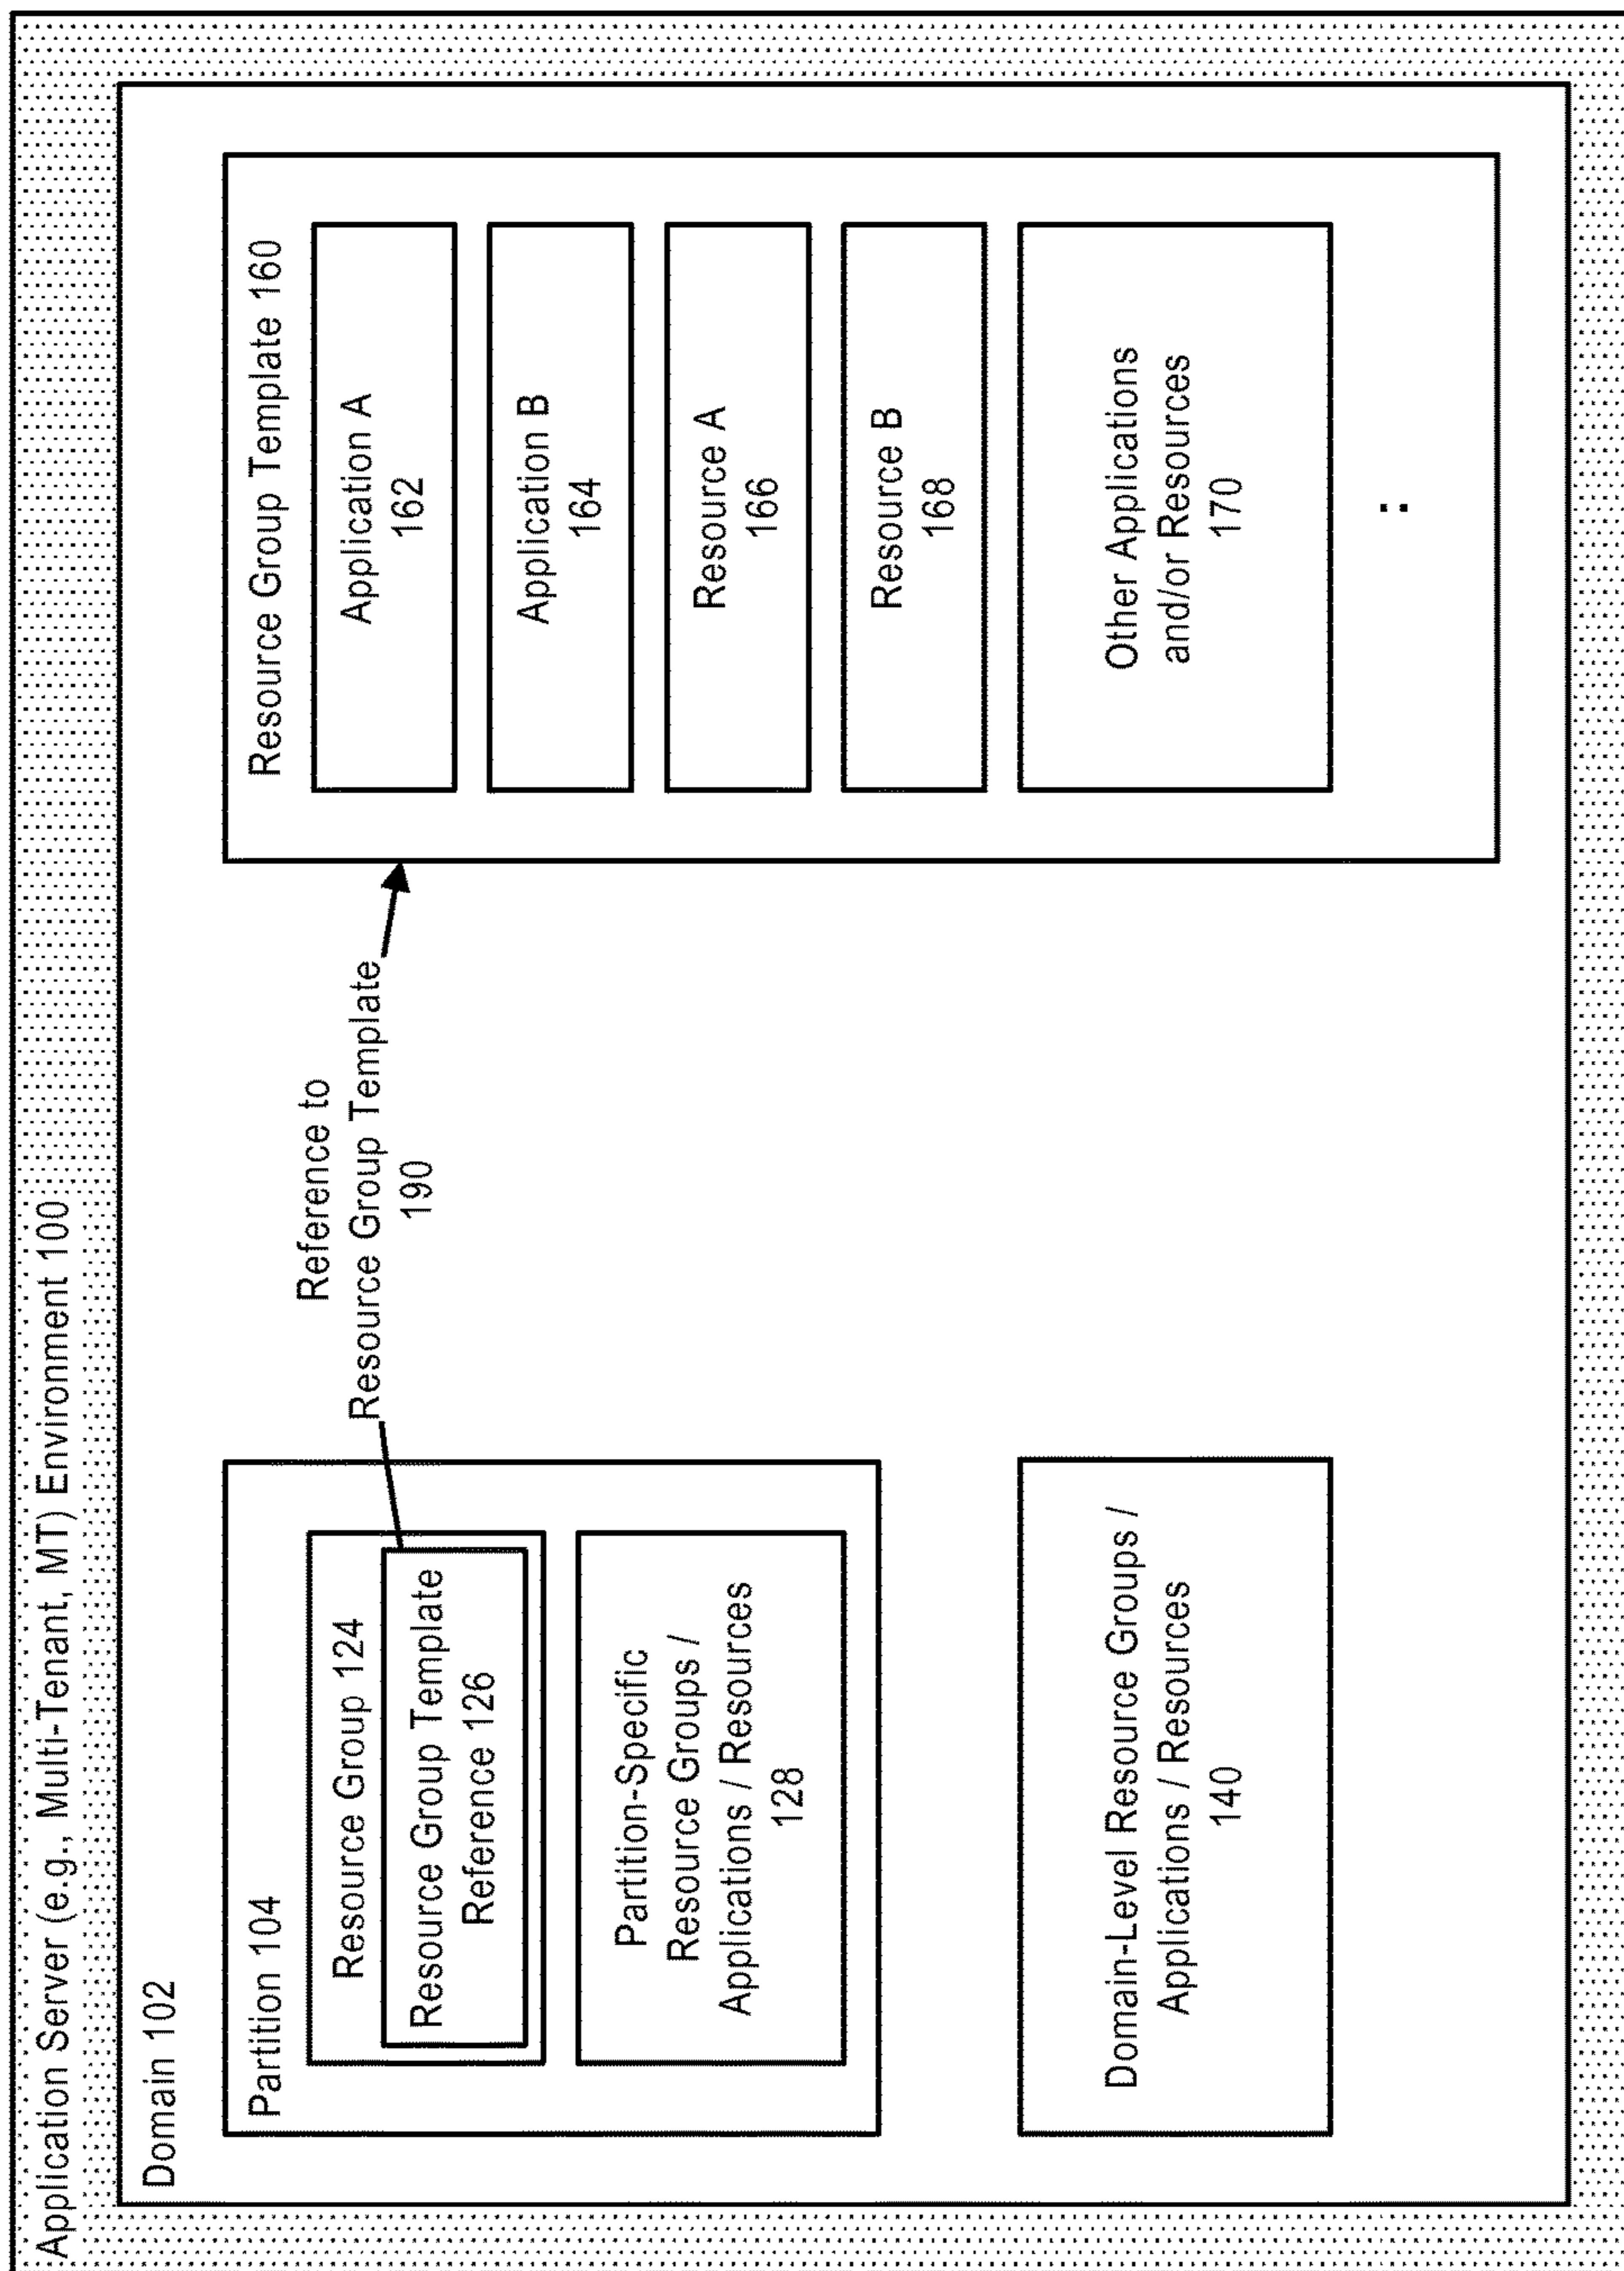 Application Server (e.g., Multi-Tenant, MT) Environment 100
Domain 102
Partition 104
Resource Group 124
Resource Group Template
Reference 126
Partition-Specific
Resource Groups /
Applications / Resources
128
Domain-Level Resource Groups /
Applications / Resources
140
Reference to
Resource Group Template
190
Resource Group Template 160
Application A
162
Application B
164
Resource A
166
Resource B
168
Other Applications
and/or Resources
170